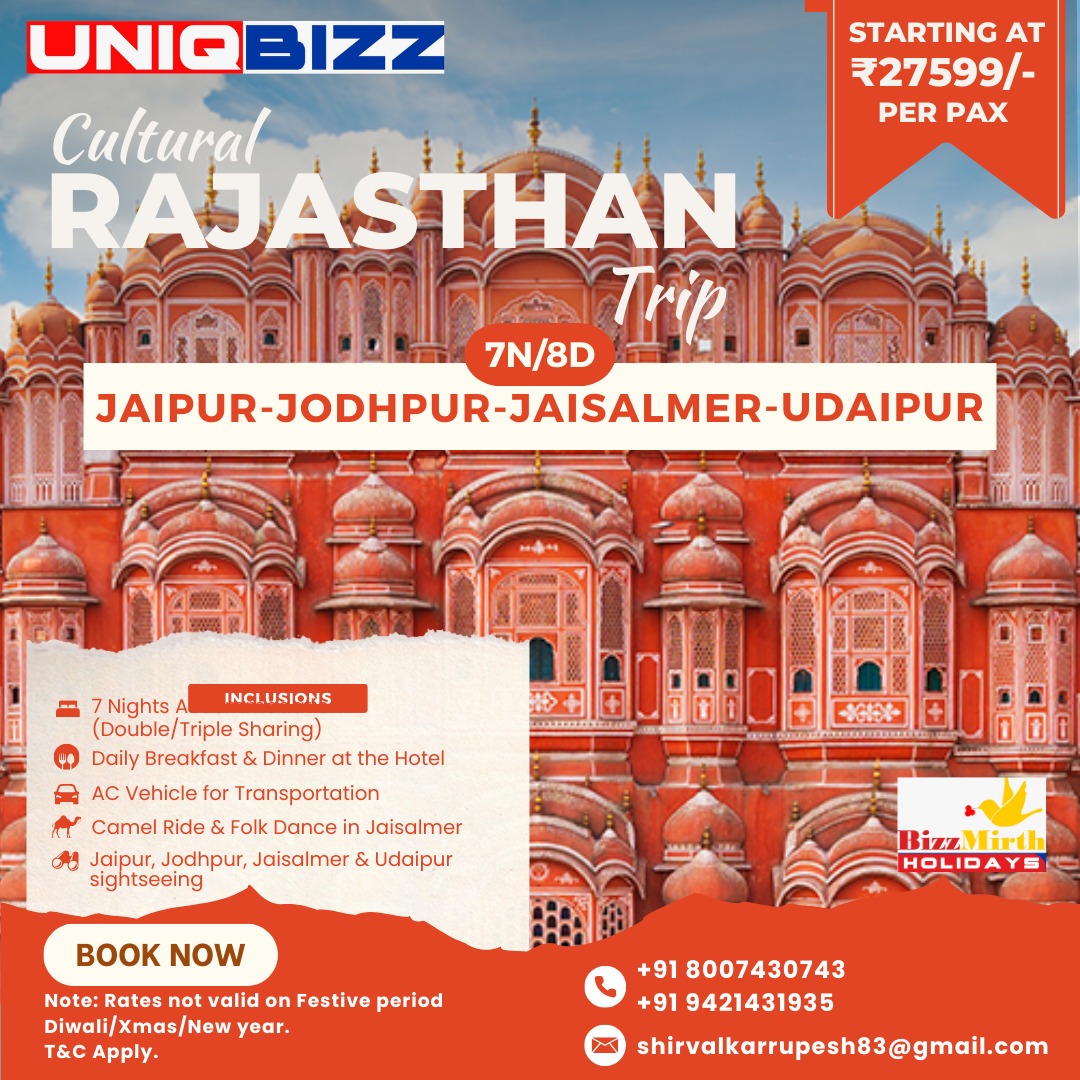 UNIQBIZZ
STARTING AT
₹27599/-
PER PAX
Cultural
RAJASTHAN
Trip
7N/8D
JAIPUR-JODHPUR-JAISALMER-UDAIPUR
INCLUSIONS
7 Nights A
(Double/Triple Sharing)
Daily Breakfast & Dinner at the Hotel
AC Vehicle for Transportation
Camel Ride & Folk Dance in Jaisalmer
Jaipur, Jodhpur, Jaisalmer & Udaipur
sightseeing
BizzMirth
HOLIDAYS
BOOK NOW
Note: Rates not valid on Festive period
Diwali/Xmas/New year.
T&C Apply.
+91 8007430743
+91 9421431935
shirvalkarrupesh83@gmail.com